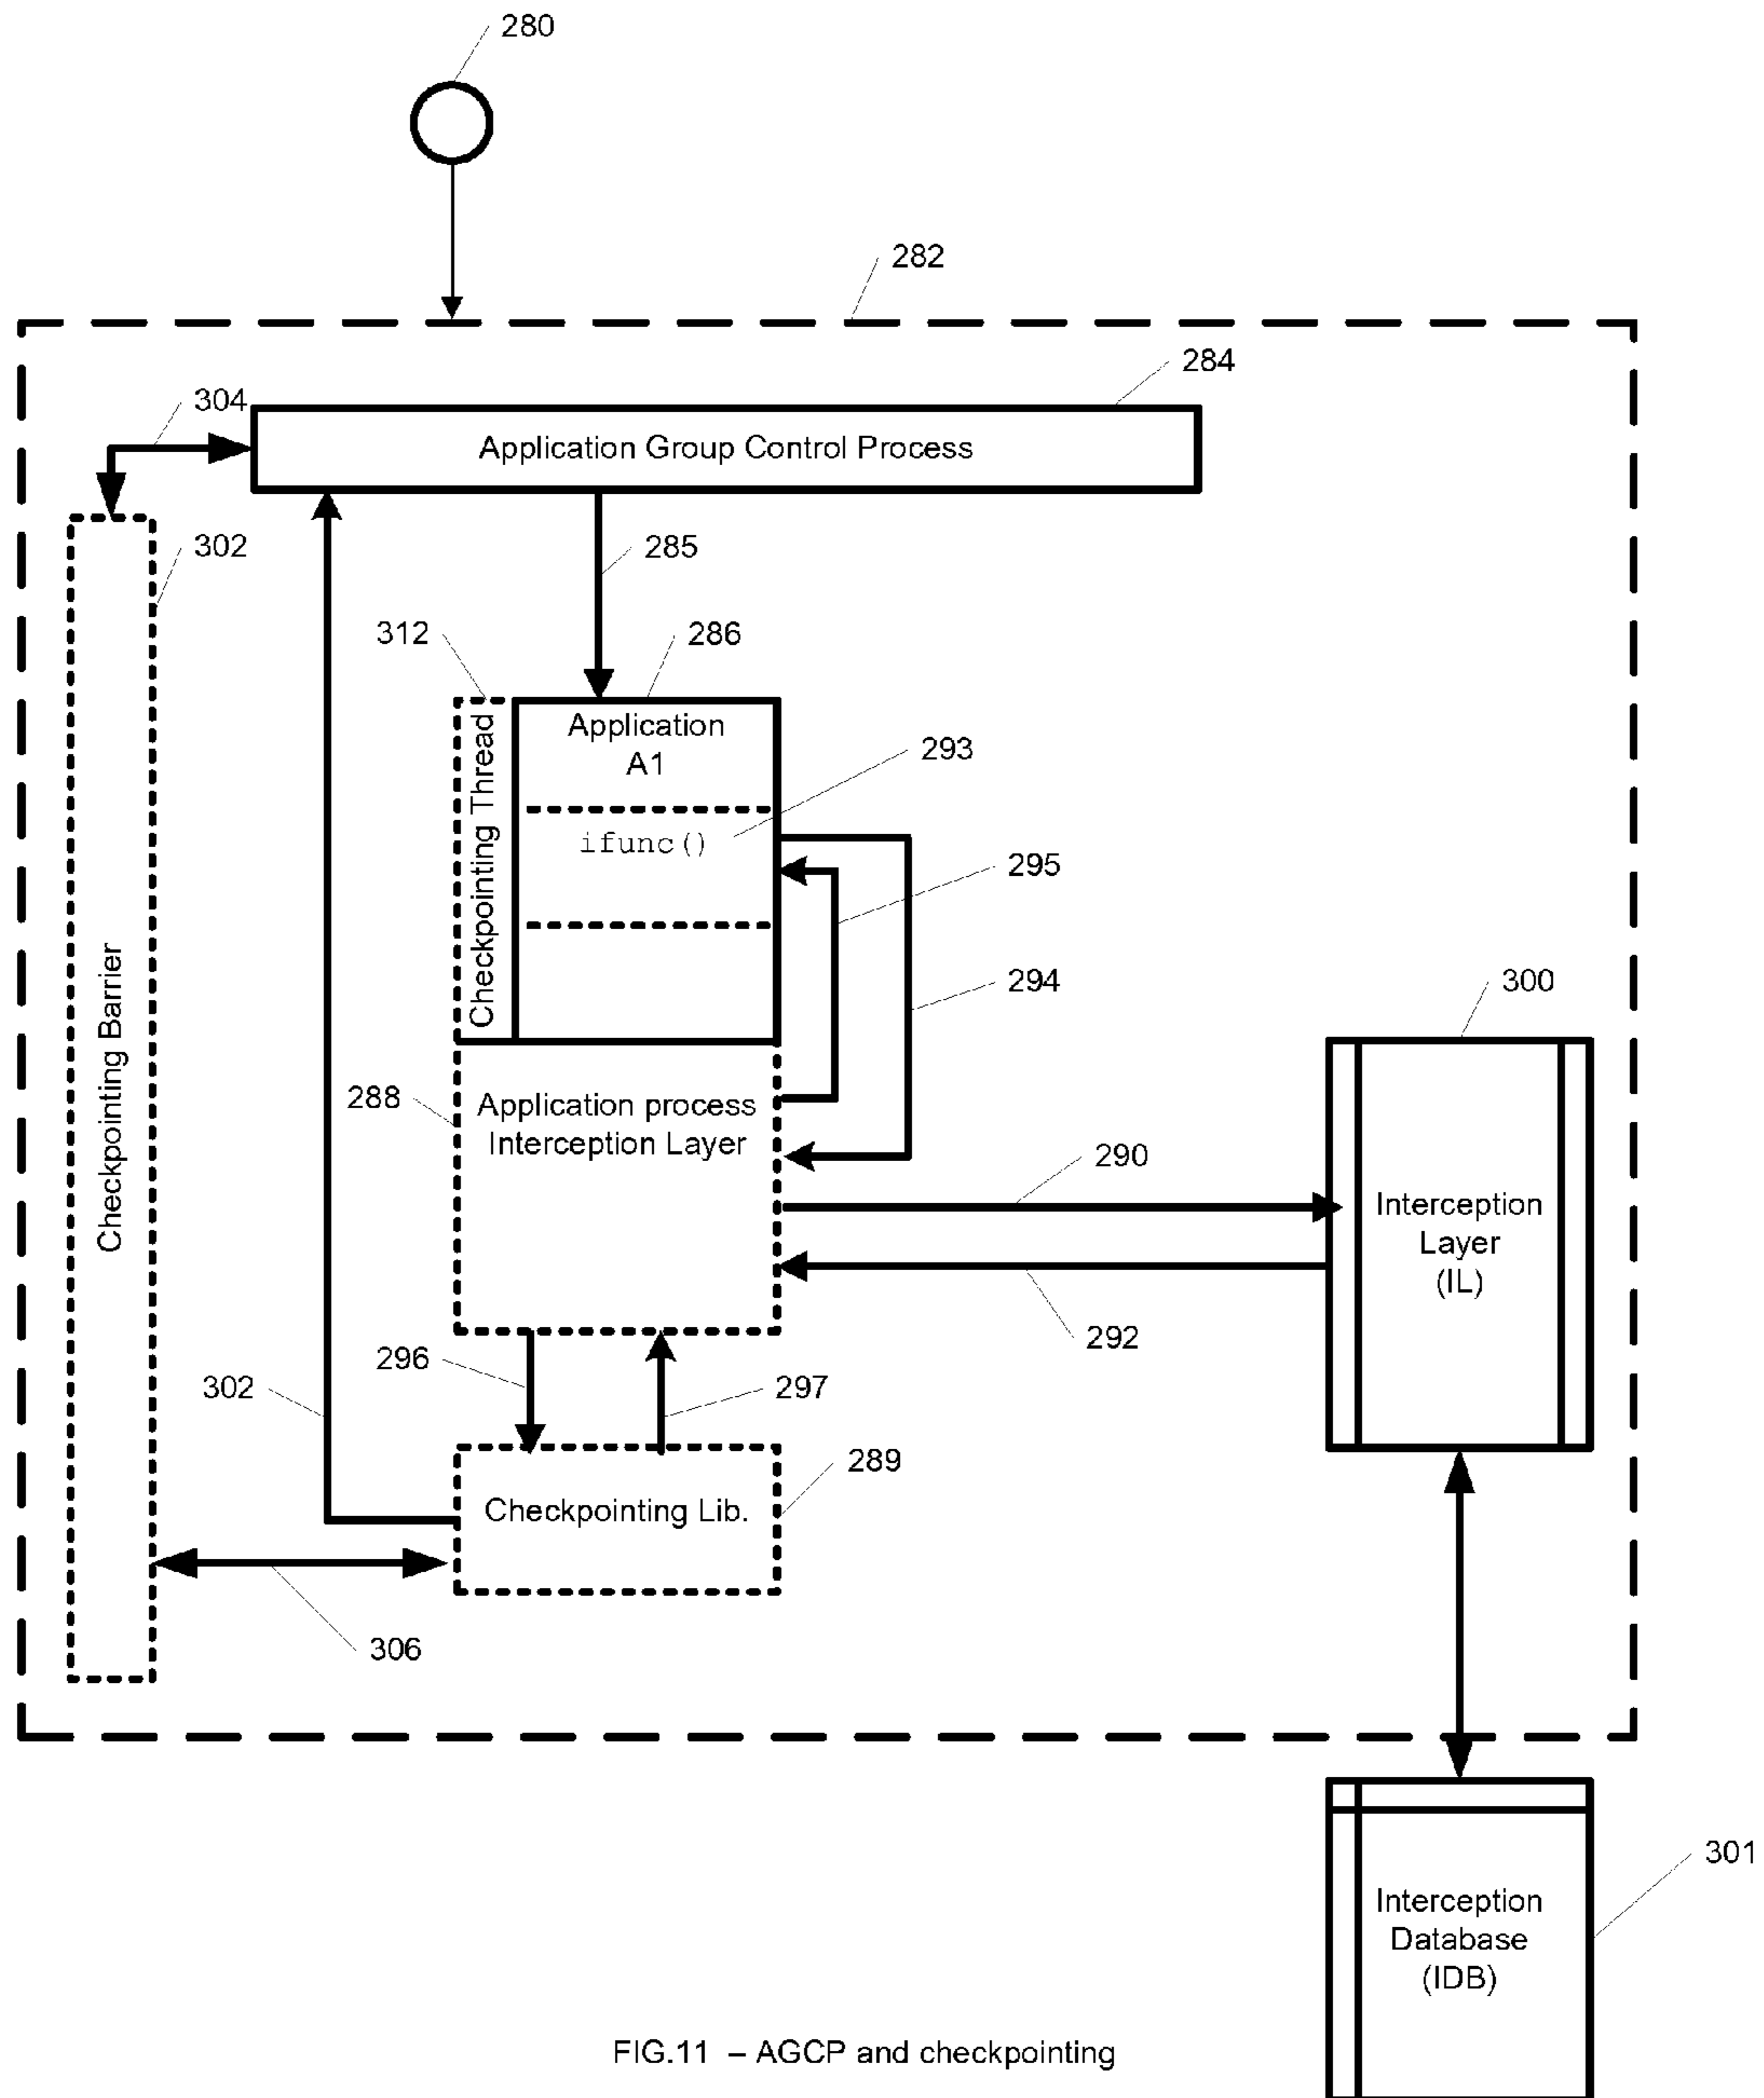 280
282
284
304
Application Group Control Process
302
285
312
286
Checkpointing Thread
Application
A1
293
ifunc()
295
294
300
Checkpointing Barrier
288
Application process
Interception Layer
290
Interception
Layer
(IL)
292
296
302
297
289
Checkpointing Lib.
306
301
Interception
Database
(IDB)
FIG.11 – AGCP and checkpointing